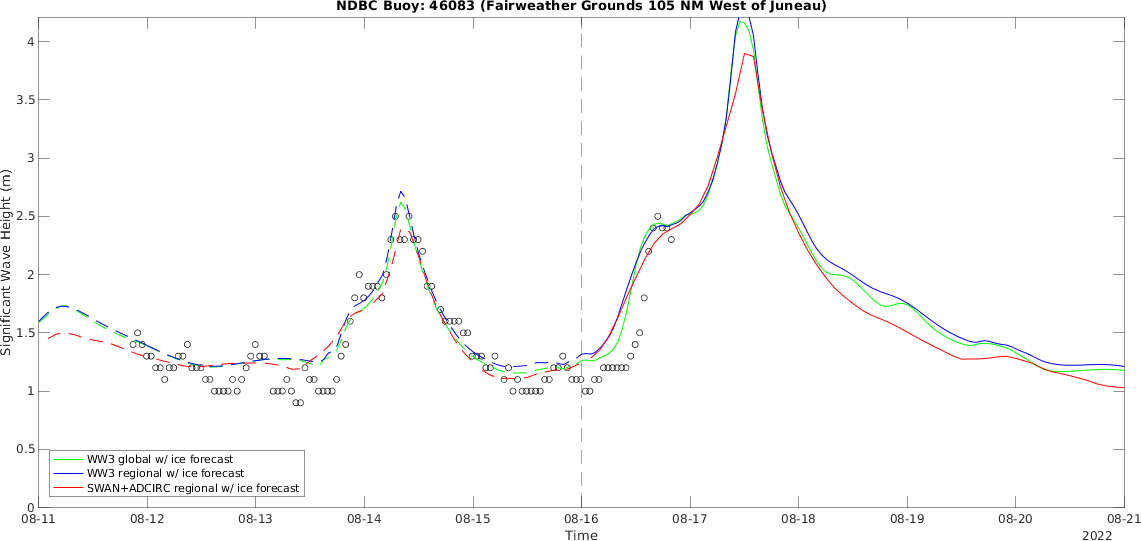 NDBC Buoy: 46083 (Fairweather Grounds 105 NM West of Juneau)
Significant Wave Height (m)
4
3.5
3
2.5
2
1.5
1
0.5
0
WW3 global w/ ice forecast
WW3 regional w/ ice forecast
SWAN+ADCIRC regional w/ ice forecast
08-11 08-12 08-13 08-14 08-15 08-16 08-17 08-18 08-19 08-20 08-21
Time
2022